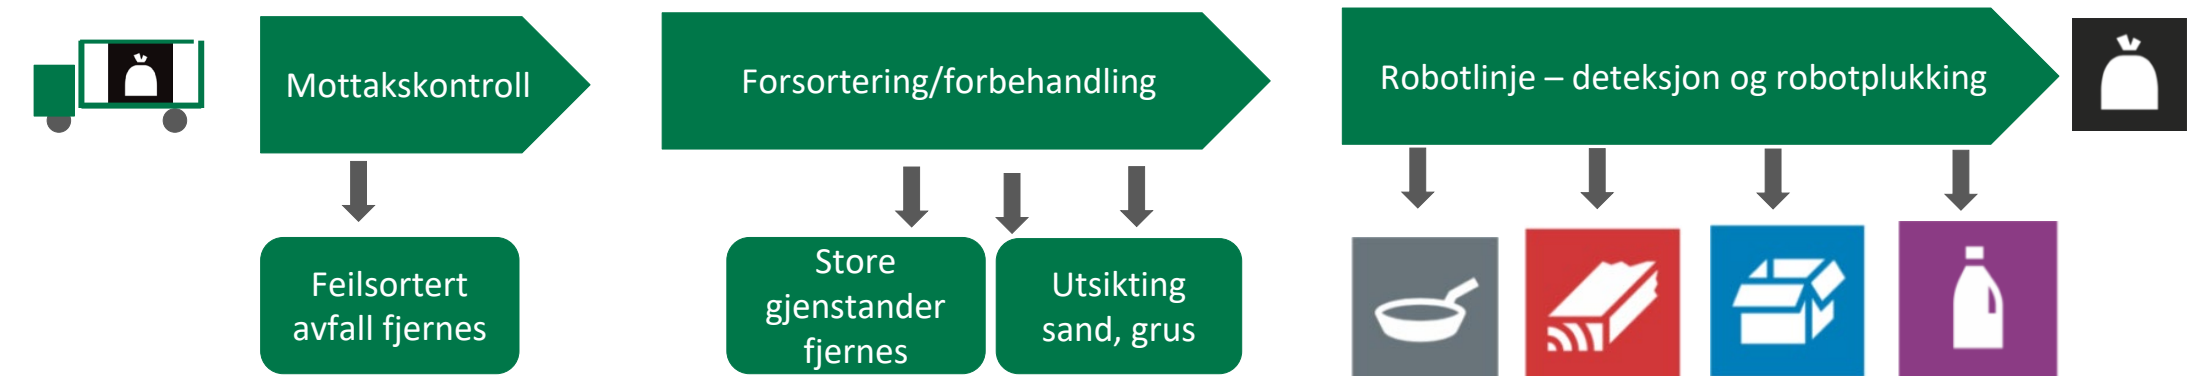 Mottakskontroll
Forsortering/forbehandling
Robotlinje – deteksjon og robotplukking
Feilsortert
avfall fjernes
Store
gjenstander
fjernes
Utsikting
sand, grus